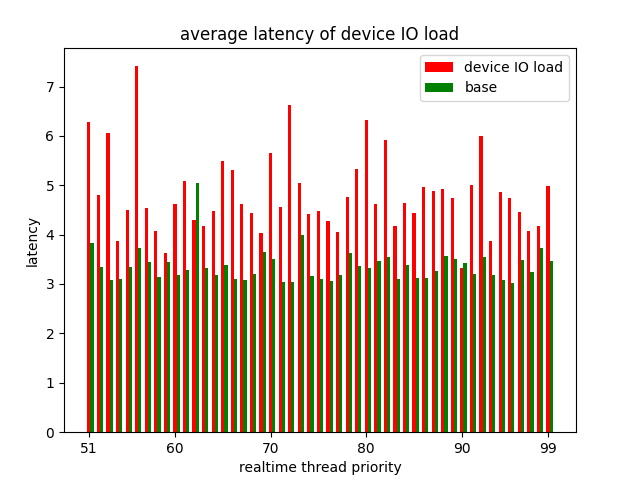 average latency of device IO load
device IO load
base
latency
7
6
5
4
3
2
1
0
51 60 70 80 90 99
realtime thread priority